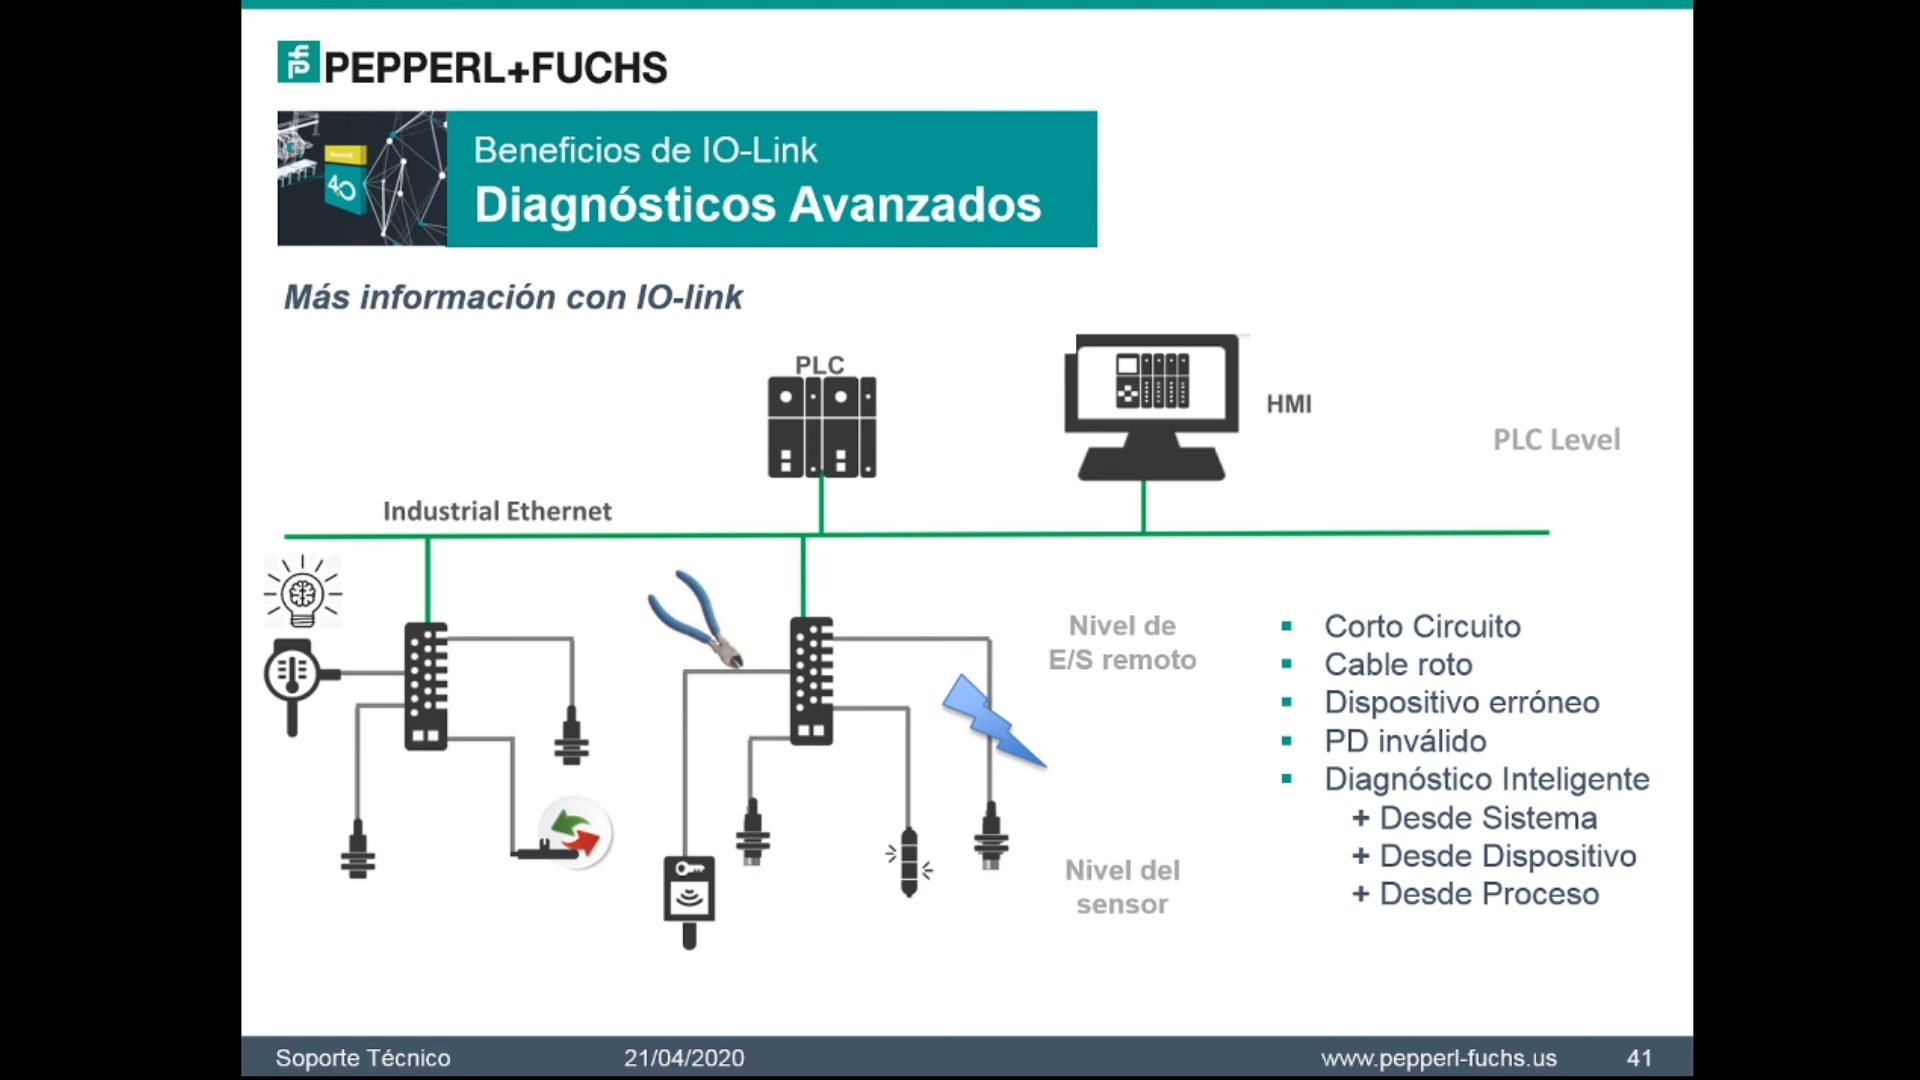 PEPPERL+FUCHS
Beneficios de IO-Link
Diagnósticos Avanzados
4.0
Más información con IO-link
PLC
HMI
PLC Level
Industrial Ethernet
Nivel de
E/S remoto
Nivel del
sensor
Corto Circuito
Cable roto
Dispositivo erróneo
PD inválido
Diagnóstico Inteligente
+ Desde Sistema
+ Desde Dispositivo
+ Desde Proceso
Soporte Técnico
21/04/2020
www.pepperl-fuchs.us
41